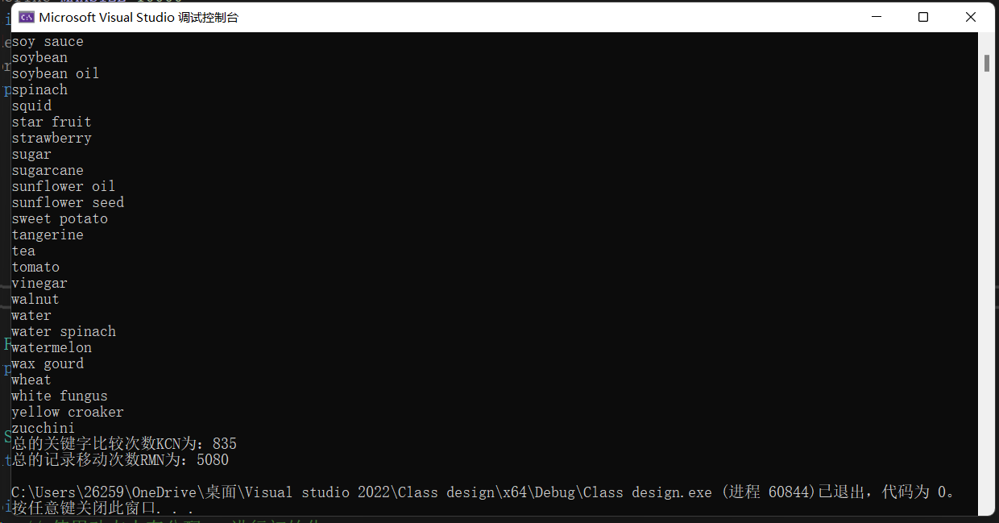 Microsoft Visual Studio 调试控制台
soy sauce
soybean
soybean oil
spinach
squid
star fruit
strawberry
sugar
sugarcane
sunflower oil
sunflower seed
sweet potato
tangerine
tea
tomato
vinegar
walnut
water
water spinach
watermelon
wax gourd
wheat
white fungus
yellow croaker
zucchini
总的关键字比较次数KCN为: 835
总的记录移动次数RMN为: 5080
C:\Users\26259\OneDrive\桌面\Visual studio 2022\Class design\x64\Debug\Class design.exe (进程 60844)已退出，代码为 0。
按任意键关闭此窗口. . .